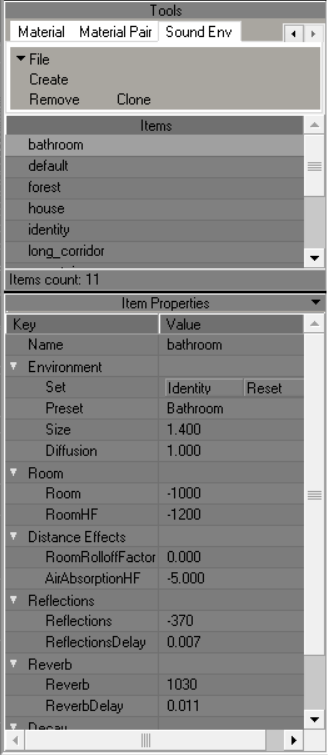 Tools
Material Material Pair Sound Env
File
Create
Remove Clone
Items
bathroom
default
forest
house
identity
long_corridor
Items count: 11
Item Properties
Key Value
Name bathroom
Environment
Set Identity Reset
Preset Bathroom
Size 1.400
Diffusion 1.000
Room
Room -1000
RoomHF -1200
Distance Effects
RoomRolloffFactor 0.000
AirAbsorptionHF -5.000
Reflections
Reflections -370
ReflectionsDelay 0.007
Reverb
Reverb 1030
ReverbDelay 0.011
Decay